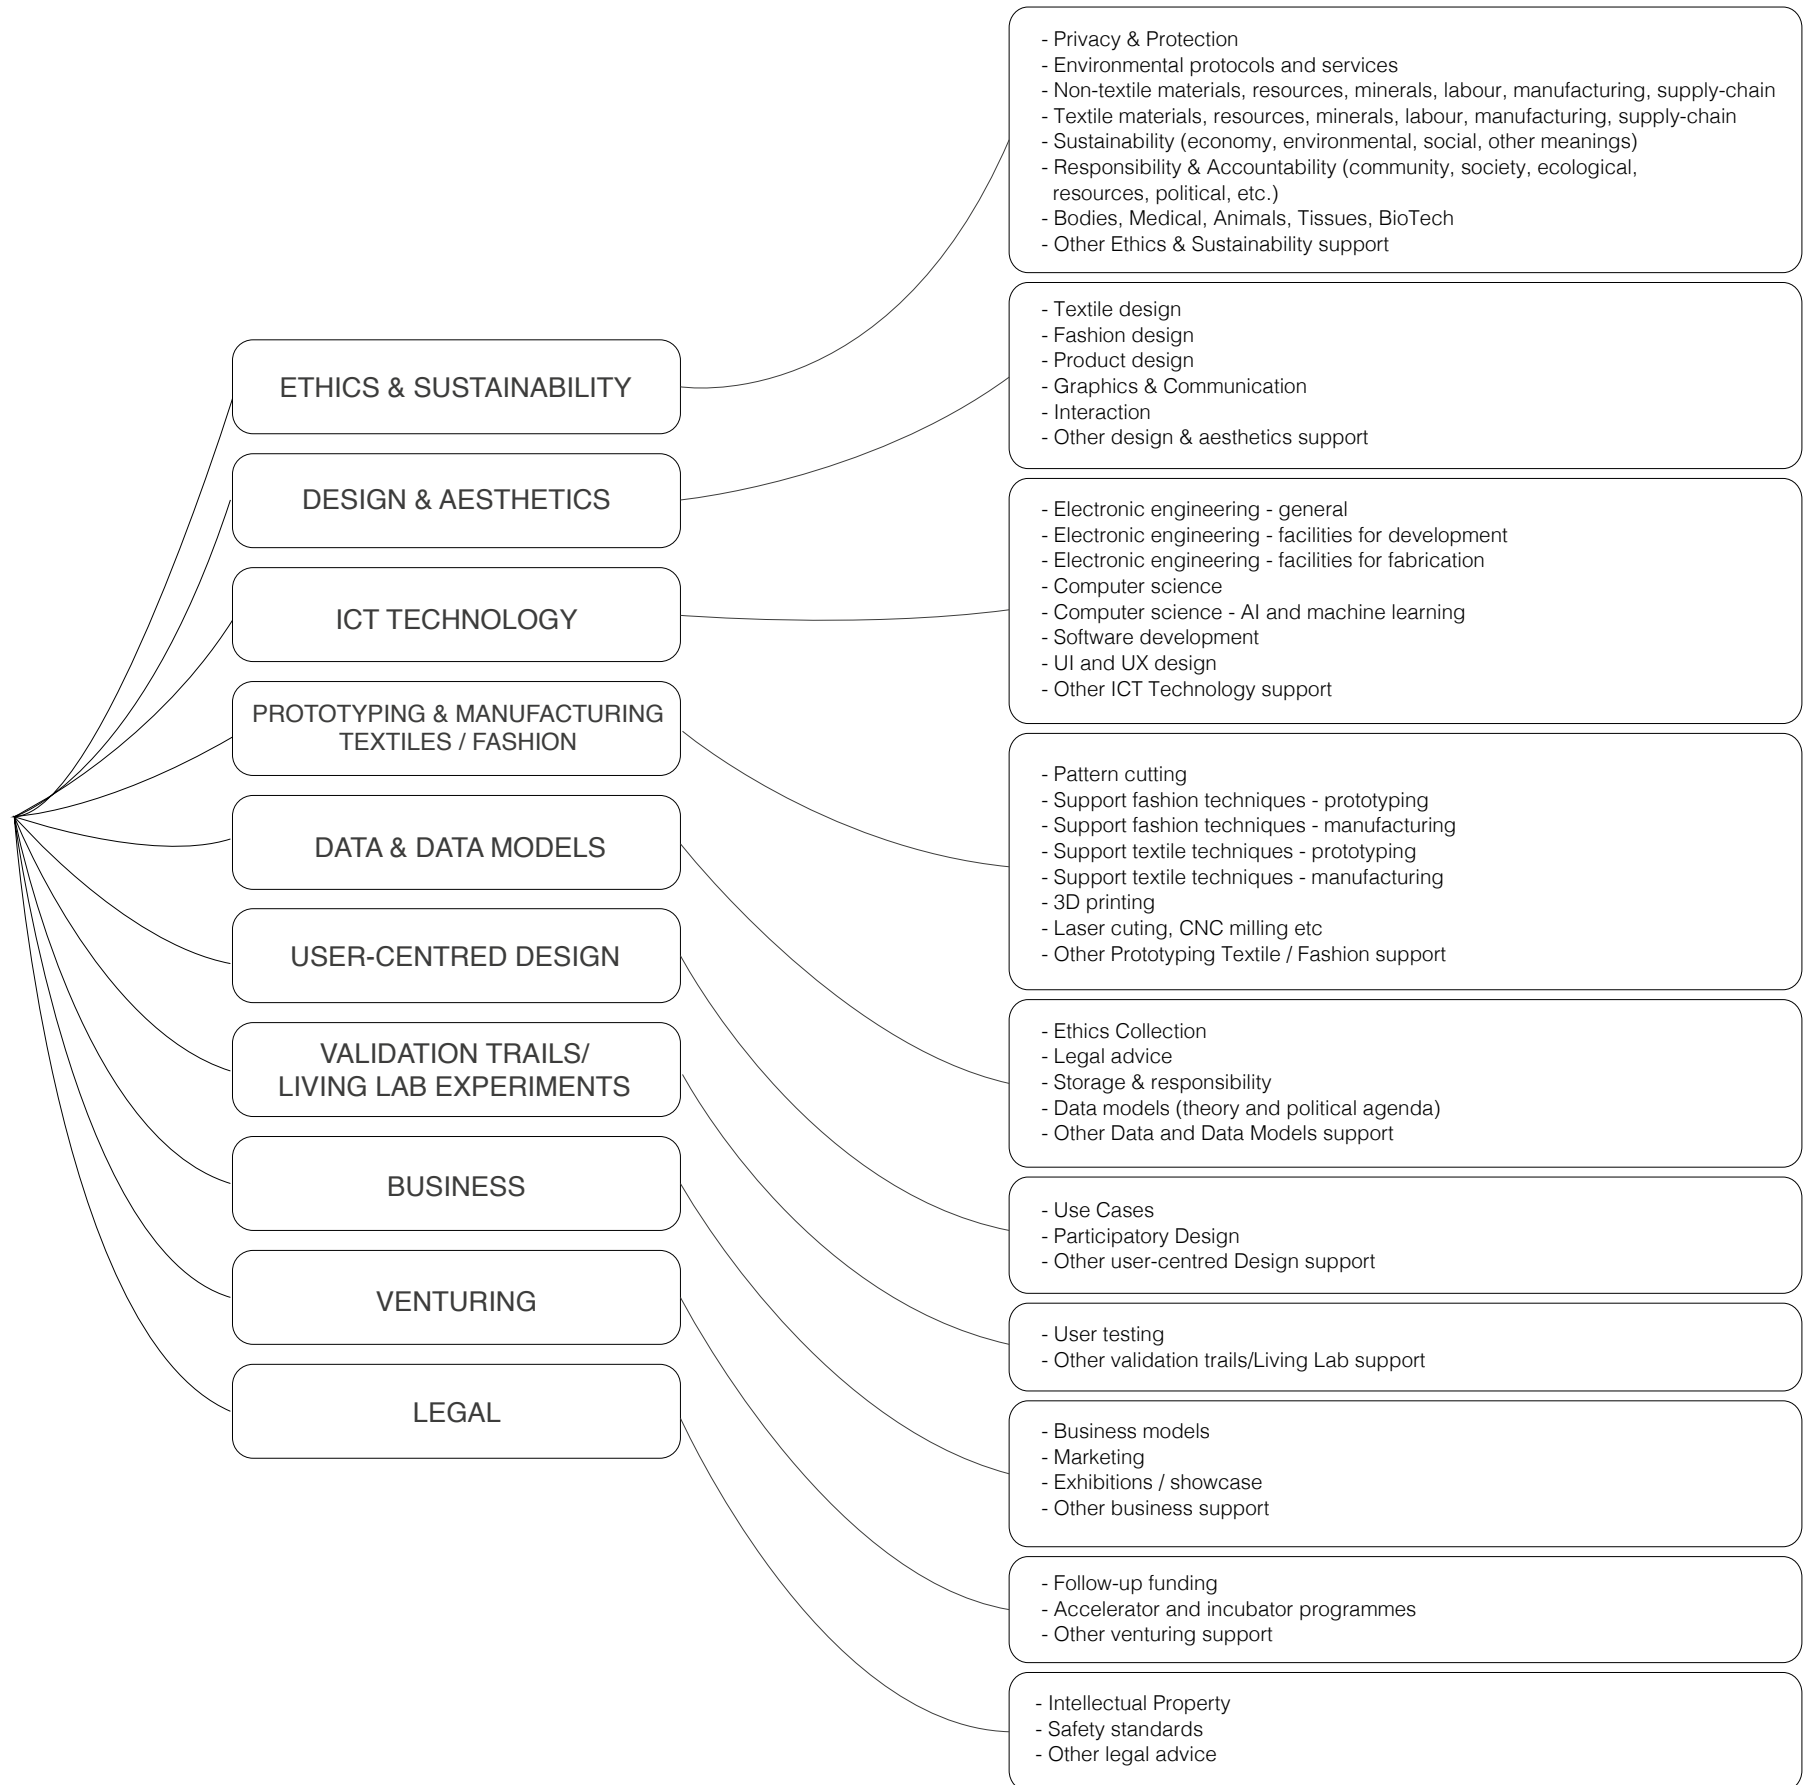 ETHICS & SUSTAINABILITY
DESIGN & AESTHETICS
ICT TECHNOLOGY
PROTOTYPING & MANUFACTURING
TEXTILES / FASHION
DATA & DATA MODELS
USER-CENTRED DESIGN
VALIDATION TRAILS/
LIVING LAB EXPERIMENTS
BUSINESS
VENTURING
LEGAL
- Privacy & Protection
- Environmental protocols and services
- Non-textile materials, resources, minerals, labour, manufacturing, supply-chain
- Textile materials, resources, minerals, labour, manufacturing, supply-chain
- Sustainability (economy, environmental, social, other meanings)
- Responsibility & Accountability (community, society, ecological,
resources, political, etc.)
- Bodies, Medical, Animals, Tissues, BioTech
- Other Ethics & Sustainability support
- Textile design
- Fashion design
- Product design
- Graphics & Communication
- Interaction
- Other design & aesthetics support
- Electronic engineering - general
- Electronic engineering - facilities for development
- Electronic engineering - facilities for fabrication
- Computer science
- Computer science - AI and machine learning
- Software development
- UI and UX design
- Other ICT Technology support
- Pattern cutting
- Support fashion techniques - prototyping
- Support fashion techniques - manufacturing
- Support textile techniques - prototyping
- Support textile techniques - manufacturing
- 3D printing
- Laser cuting, CNC milling etc
- Other Prototyping Textile / Fashion support
- Ethics Collection
- Legal advice
- Storage & responsibility
- Data models (theory and political agenda)
- Other Data and Data Models support
- Use Cases
- Participatory Design
- Other user-centred Design support
- User testing
- Other validation trails/Living Lab support
- Business models
- Marketing
- Exhibitions / showcase
- Other business support
- Follow-up funding
- Accelerator and incubator programmes
- Other venturing support
- Intellectual Property
- Safety standards
- Other legal advice